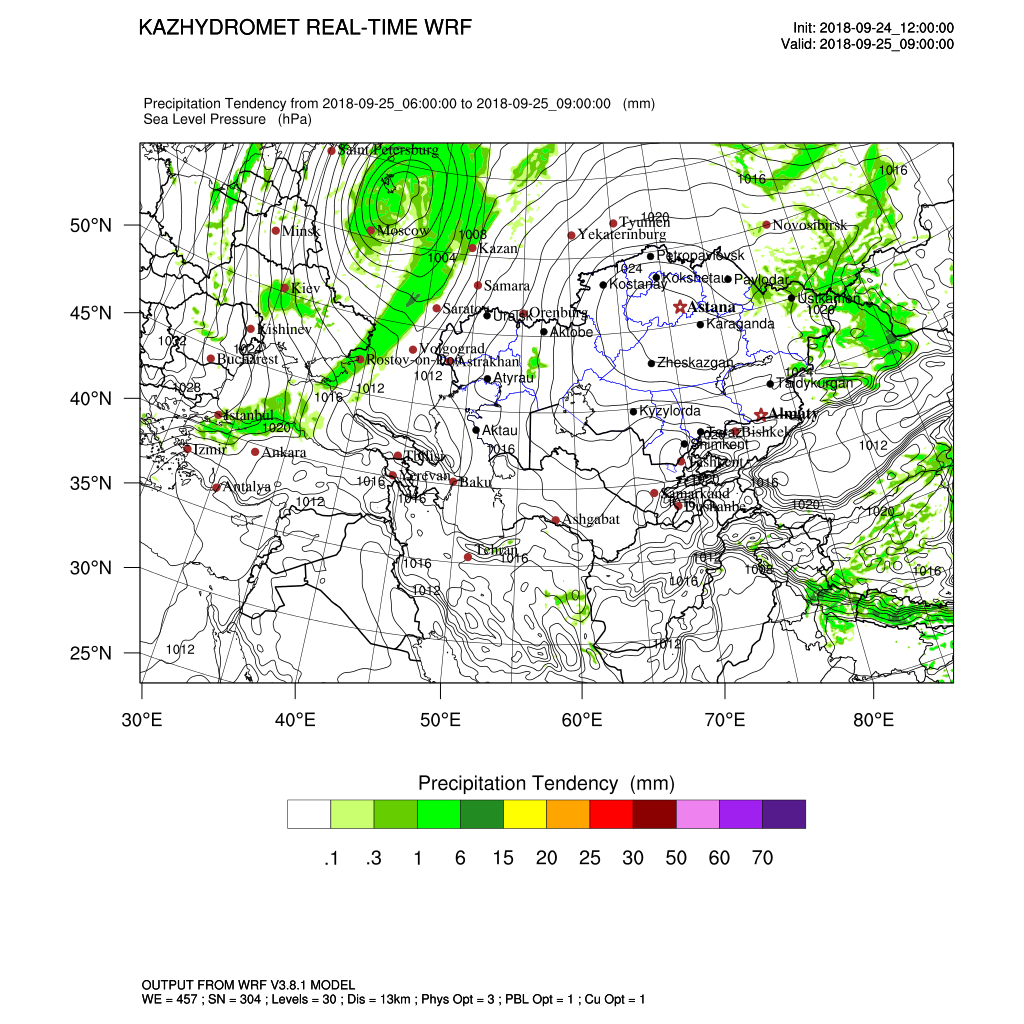 KAZHYDROMET REAL-TIME WRF
Init: 2018-09-24_12:00:00
Valid: 2018-09-25_09:00:00
Precipitation Tendency from 2018-09-25_06:00:00 to 2018-09-25_09:00:00 (mm)
Sea Level Pressure (hPa)
Saint Petersburg
1016
1016
50°N
Minsk
Moscow
1008
Kazan
1004
Yekaterinburg
1020
Tyumen
Novosibirsk
Petropavlovsk
1024
Kokshetau
Pavlodar
Kostanay
Kiev
Samara
Ustkamen
1020
45°N
Saratov
Uralsk
Orenburg
Astana
Kishinev
Aktobe
Karaganda
1032
1024
Bucharest
Rostov-on-Don
Volgograd
Astrakhan
Zheskazgan
1028
1012
1012
Atyrau
1024
Taldykurgan
40°N
1016
Istanbul
1020
Kyzylorda
Almaty
Izmir
Ankara
Aktau
Bishkek
Shimkent
1012
Tbilisi
1016
Tashkent
35°N
Antalya
1012
1016
Yerevan
1016
Baku
Samarkand
1020
1016
Dushanbe
1020
1020
Ashgabat
30°N
Tehran
1016
1016
1012
1016
1012
1008
1016
25°N
1012
1012
30°E
40°E
50°E
60°E
70°E
80°E
Precipitation Tendency (mm)
.1 .3 1 6 15 20 25 30 50 60 70
OUTPUT FROM WRF V3.8.1 MODEL
WE = 457 ; SN = 304 ; Levels = 30 ; Dis = 13km ; Phys Opt = 3 ; PBL Opt = 1 ; Cu Opt = 1